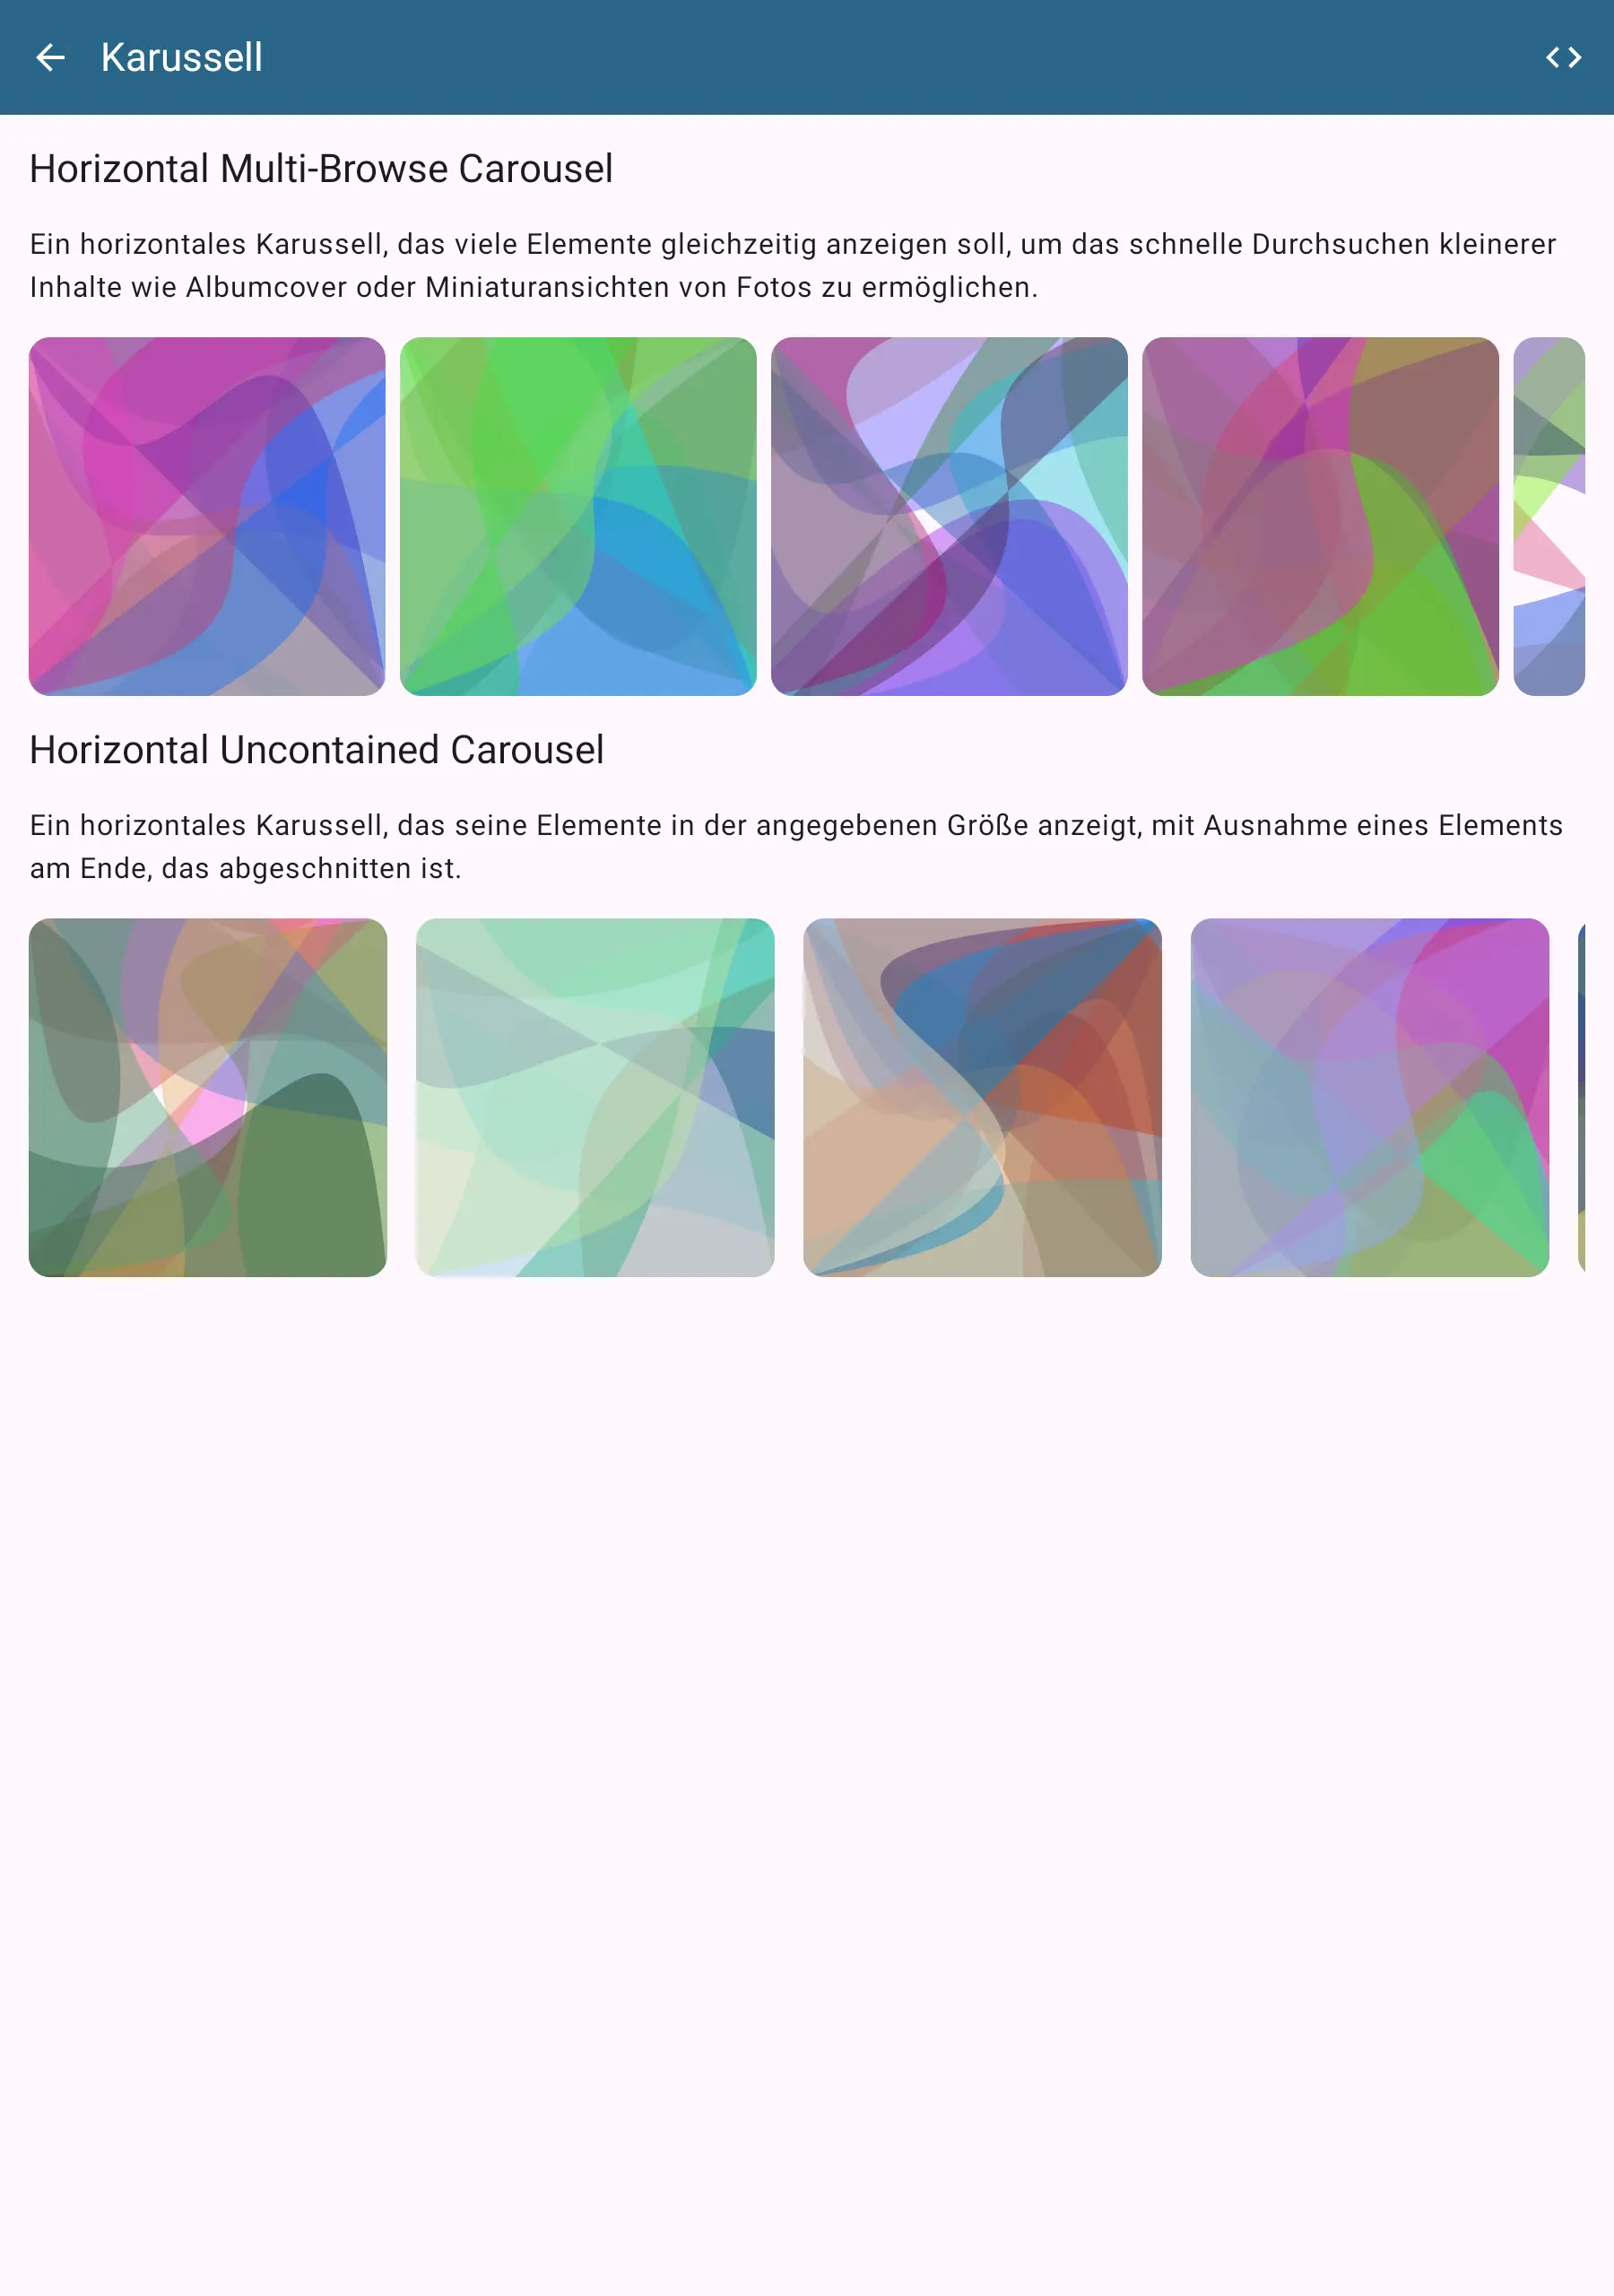 Karussell
Horizontal Multi-Browse Carousel
Ein horizontales Karussell, das viele Elemente gleichzeitig anzeigen soll, um das schnelle Durchsuchen kleinerer
Inhalte wie Albumcover oder Miniaturansichten von Fotos zu ermöglichen.
Horizontal Uncontained Carousel
Ein horizontales Karussell, das seine Elemente in der angegebenen Größe anzeigt, mit Ausnahme eines Elements
am Ende, das abgeschnitten ist.